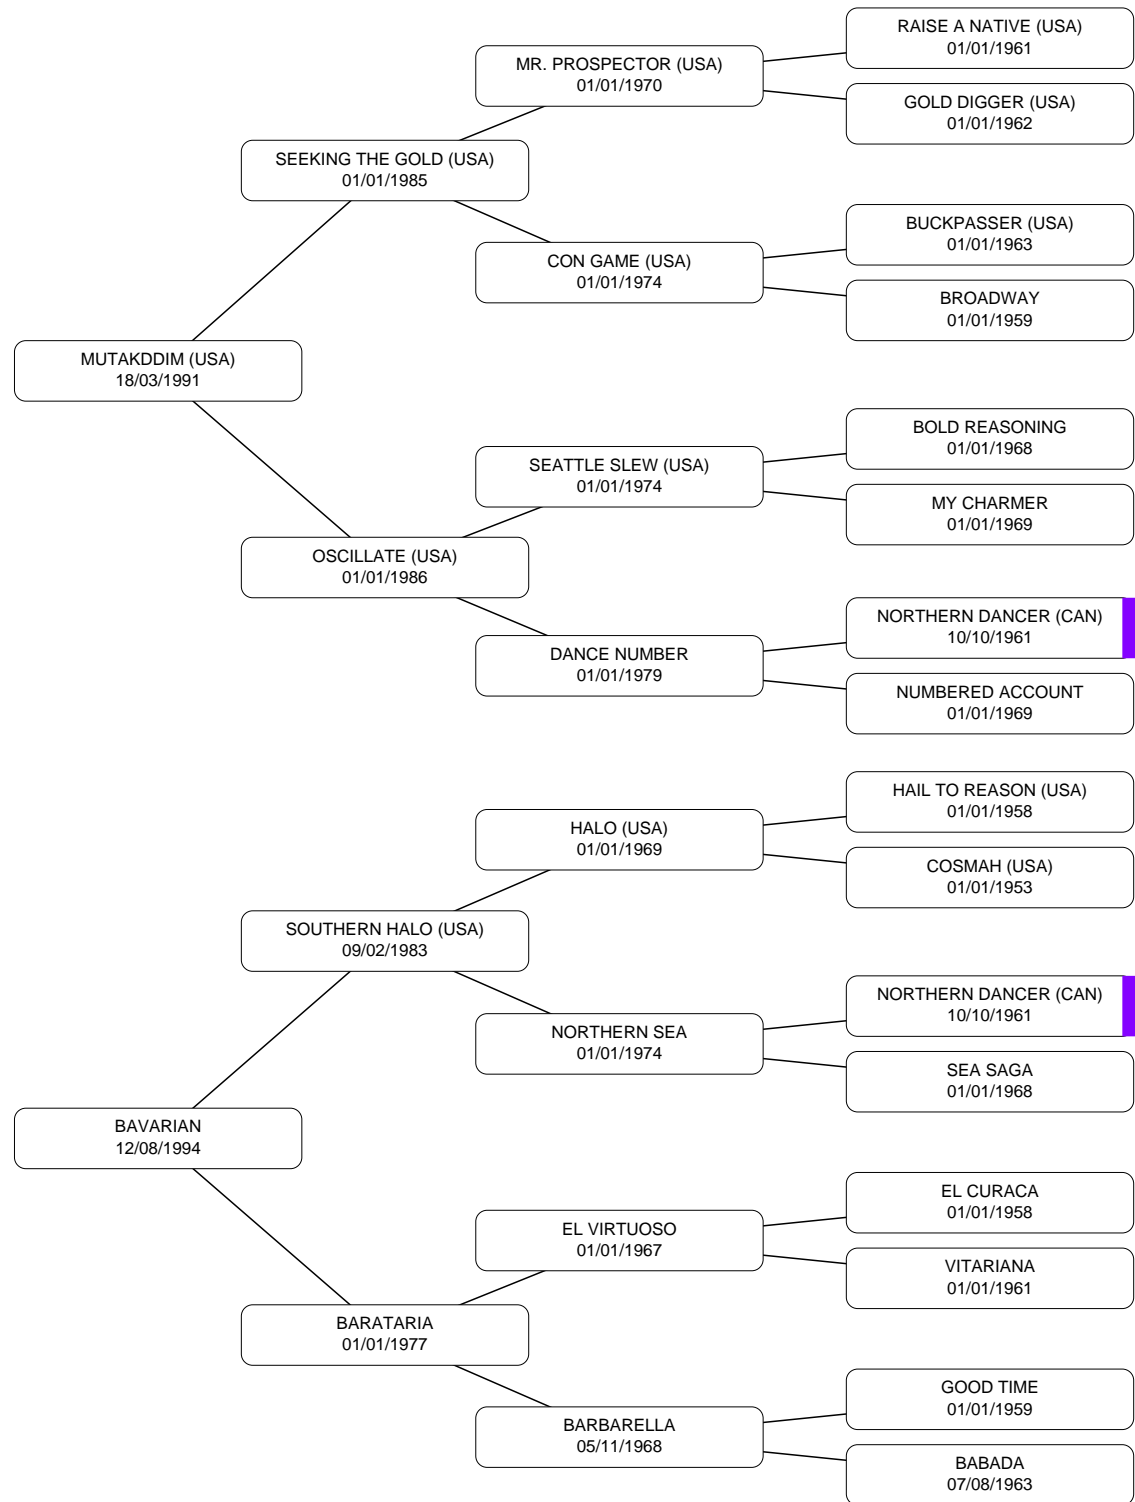 RAISE A NATIVE (USA)
01/01/1961
MR. PROSPECTOR (USA)
01/01/1970
GOLD DIGGER (USA)
01/01/1962
SEEKING THE GOLD (USA)
01/01/1985
BUCKPASSER (USA)
01/01/1963
CON GAME (USA)
01/01/1974
BROADWAY
01/01/1959
MUTAKDDIM (USA)
18/03/1991
BOLD REASONING
01/01/1968
SEATTLE SLEW (USA)
01/01/1974
MY CHARMER
01/01/1969
OSCILLATE (USA)
01/01/1986
NORTHERN DANCER (CAN)
10/10/1961
DANCE NUMBER
01/01/1979
NUMBERED ACCOUNT
01/01/1969
HAIL TO REASON (USA)
01/01/1958
HALO (USA)
01/01/1969
COSMAH (USA)
01/01/1953
SOUTHERN HALO (USA)
09/02/1983
NORTHERN DANCER (CAN)
10/10/1961
NORTHERN SEA
01/01/1974
SEA SAGA
01/01/1968
BAVARIAN
12/08/1994
EL CURACA
01/01/1958
EL VIRTUOSO
01/01/1967
VITARIANA
01/01/1961
BARATARIA
01/01/1977
GOOD TIME
01/01/1959
BARBARELLA
05/11/1968
BABADA
07/08/1963